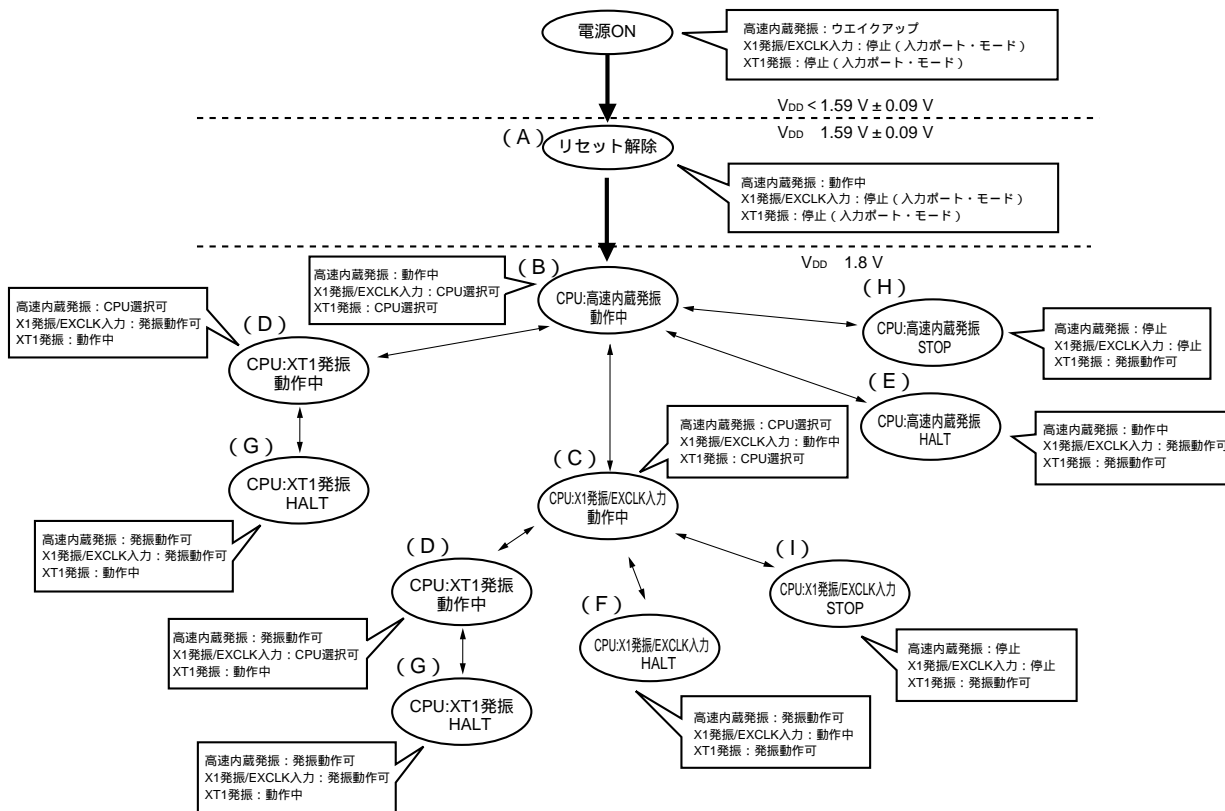 電源ON
高速内蔵発振：ウエイクアップ
X1発振/EXCLK入力：停止（入力ポート・モード）
XT1発振：停止（入力ポート・モード）
VDD < 1.59 V ± 0.09 V
VDD 1.59 V ± 0.09 V
（A）
リセット解除
高速内蔵発振：動作中
X1発振/EXCLK入力：停止（入力ポート・モード）
XT1発振：停止（入力ポート・モード）
VDD 1.8 V
（B）
CPU:高速内蔵発振
動作中
高速内蔵発振：動作中
X1発振/EXCLK入力：CPU選択可
XT1発振：CPU選択可
（H）
CPU:高速内蔵発振
STOP
高速内蔵発振：停止
X1発振/EXCLK入力：停止
XT1発振：発振動作可
高速内蔵発振：CPU選択可
X1発振/EXCLK入力：発振動作可
XT1発振：動作中
（D）
CPU:XT1発振
動作中
（E）
CPU:高速内蔵発振
HALT
高速内蔵発振：動作中
X1発振/EXCLK入力：発振動作可
XT1発振：発振動作可
高速内蔵発振：CPU選択可
X1発振/EXCLK入力：動作中
XT1発振：CPU選択可
（G）
CPU:XT1発振
HALT
（C）
CPU:X1発振/EXCLK入力
動作中
高速内蔵発振：発振動作可
X1発振/EXCLK入力：発振動作可
XT1発振：動作中
（D）
CPU:XT1発振
動作中
（I）
CPU:X1発振/EXCLK入力
STOP
（F）
CPU:X1発振/EXCLK入力
HALT
高速内蔵発振：発振動作可
X1発振/EXCLK入力：CPU選択可
XT1発振：動作中
高速内蔵発振：停止
X1発振/EXCLK入力：停止
XT1発振：発振動作可
（G）
CPU:XT1発振
HALT
高速内蔵発振：発振動作可
X1発振/EXCLK入力：動作中
XT1発振：発振動作可
高速内蔵発振：発振動作可
X1発振/EXCLK入力：発振動作可
XT1発振：動作中